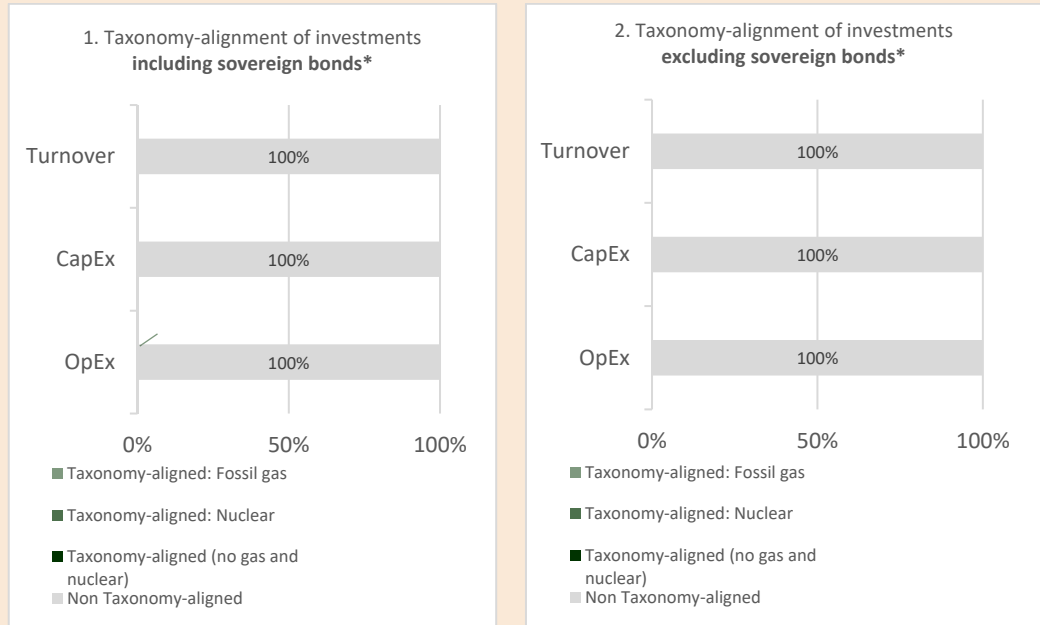 1. Taxonomy-alignment of investments
including sovereign bonds*
Turnover
100%
CapEx
100%
OpEx
100%
0%
50%
100%
Taxonomy-aligned: Fossil gas
Taxonomy-aligned: Nuclear
Taxonomy-aligned (no gas and
nuclear)
Non Taxonomy-aligned
2. Taxonomy-alignment of investments
excluding sovereign bonds*
Turnover
100%
CapEx
100%
OpEx
100%
0%
50%
100%
Taxonomy-aligned: Fossil gas
Taxonomy-aligned: Nuclear
Taxonomy-aligned (no gas and
nuclear)
Non Taxonomy-aligned